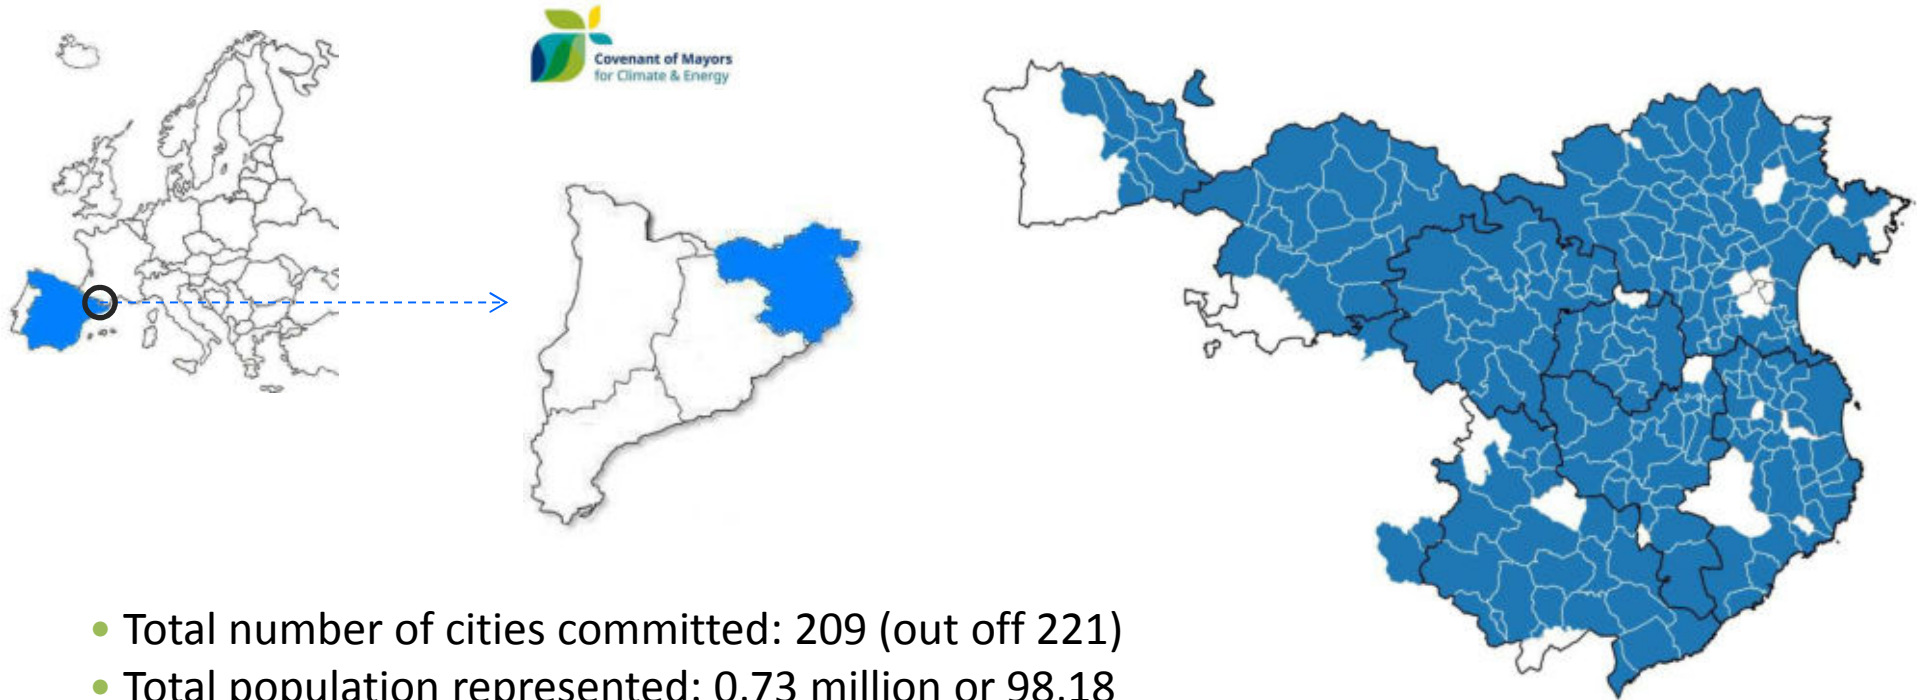 Covenant of Mayors
for Climate & Energy
• Total number of cities committed: 209 (out off 221)
• Total population represented: 0.73 million or 98.18